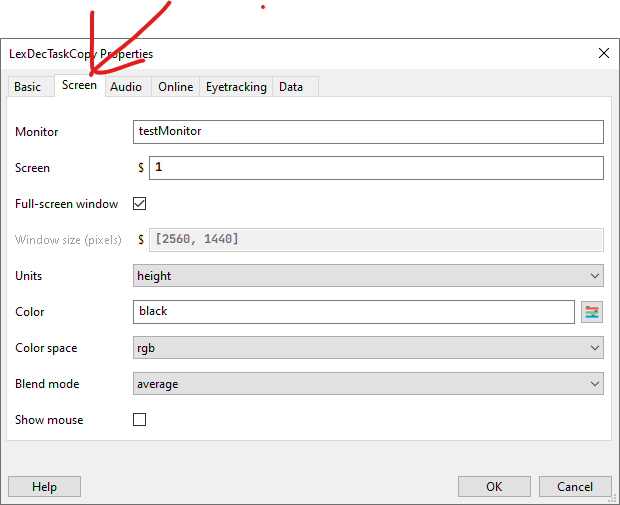 LexDecTaskCopy Properties
Basic Screen Audio Online Eyetracking Data
Monitor testMonitor
Screen $ 1
Full-screen window
Window size (pixels) $ [2560, 1440]
Units height
Color black
Color space rgb
Blend mode average
Show mouse
Help OK Cancel